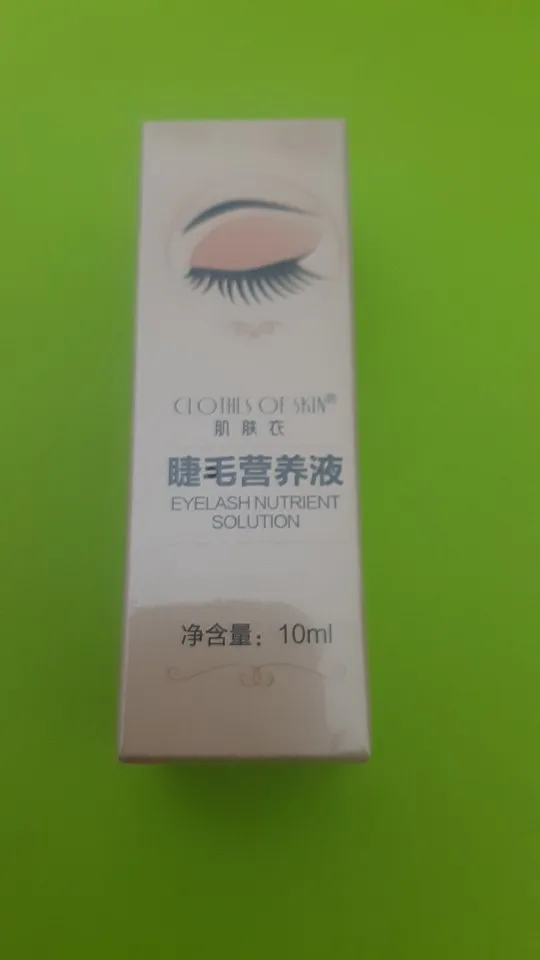 CLOTHES OF SKIN®
肌肤衣
睫毛营养液
EYELASH NUTRIENT
SOLUTION
净含量：10ml